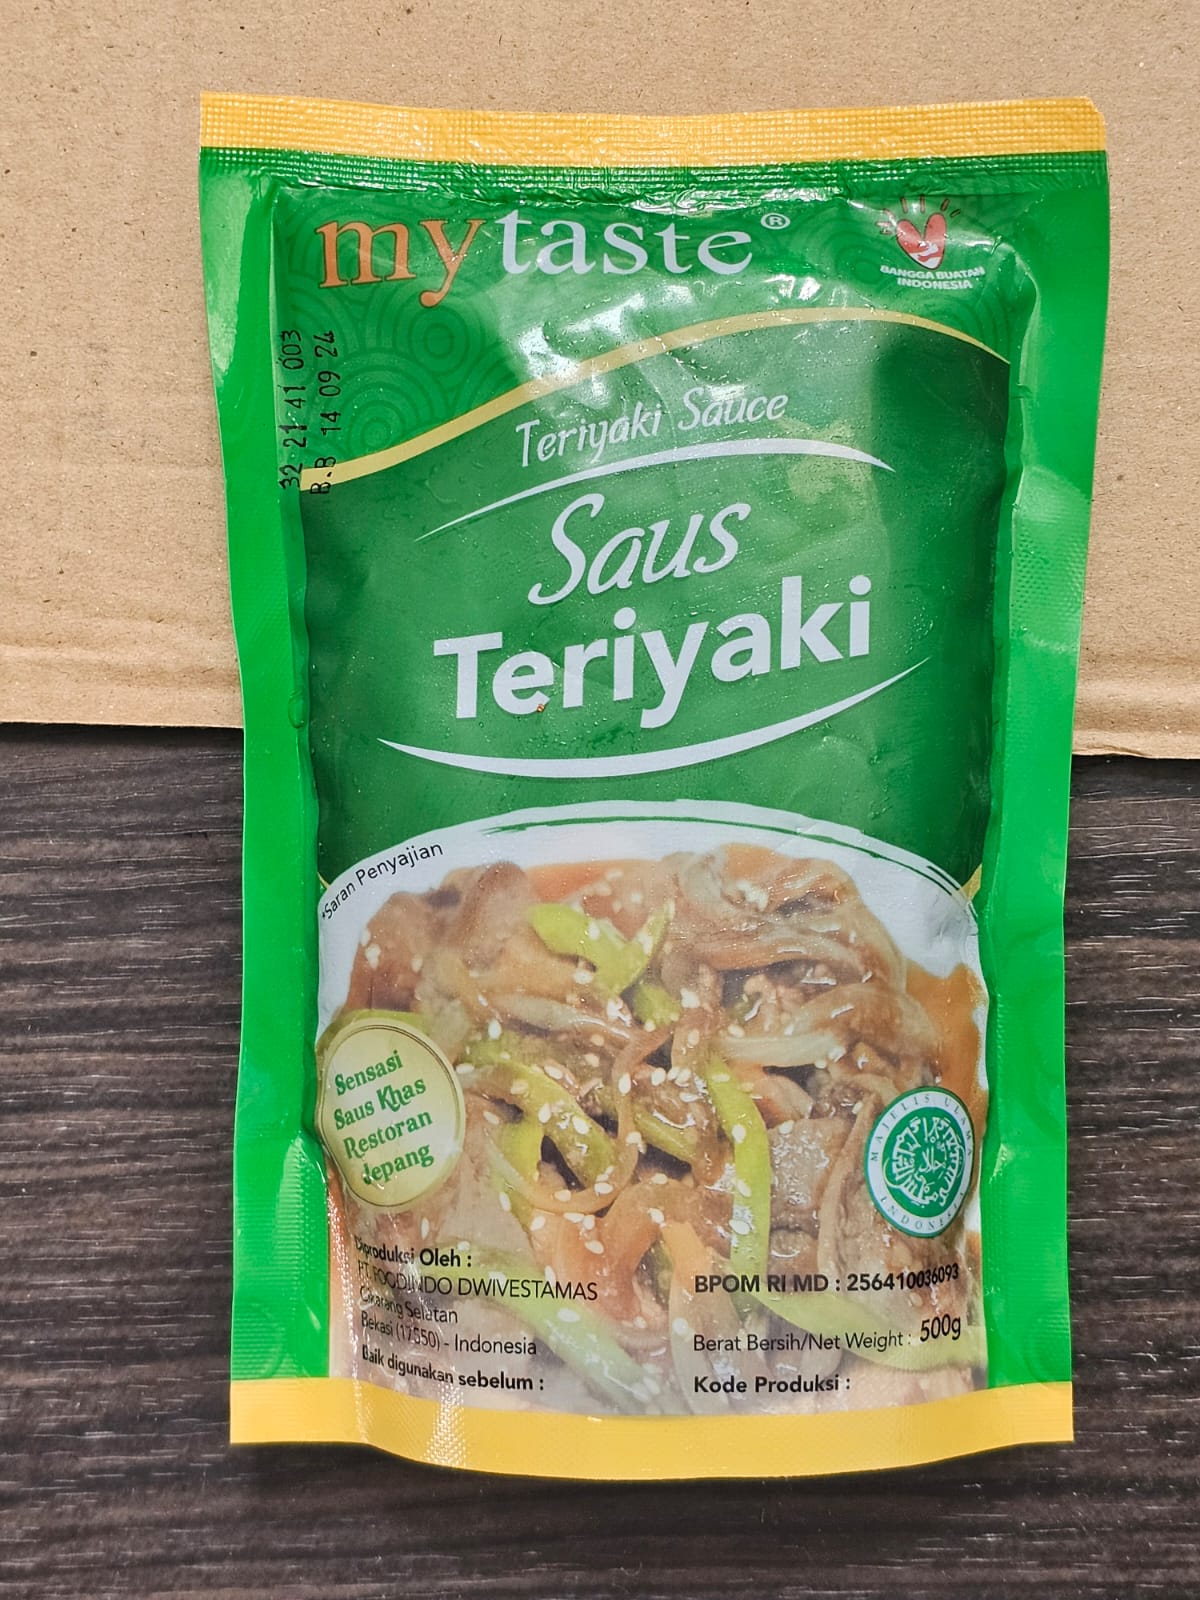 mytaste®
BANGGA BUATAN
INDONESIA
32 21 41 003
B.B 14 09 24
Teriyaki Sauce
Saus
Teriyaki
*Saran Penyajian
Sensasi
Saus Khas
Restoran
Jepang
MAJELIS ULAMA
INDONESIA
Diproduksi Oleh :
PT. FOODINDO DWIVESTAMAS
Cikarang Selatan
Bekasi (17550) - Indonesia
Baik digunakan sebelum :
BPOM RI MD : 256410036093
Berat Bersih/Net Weight : 500g
Kode Produksi :